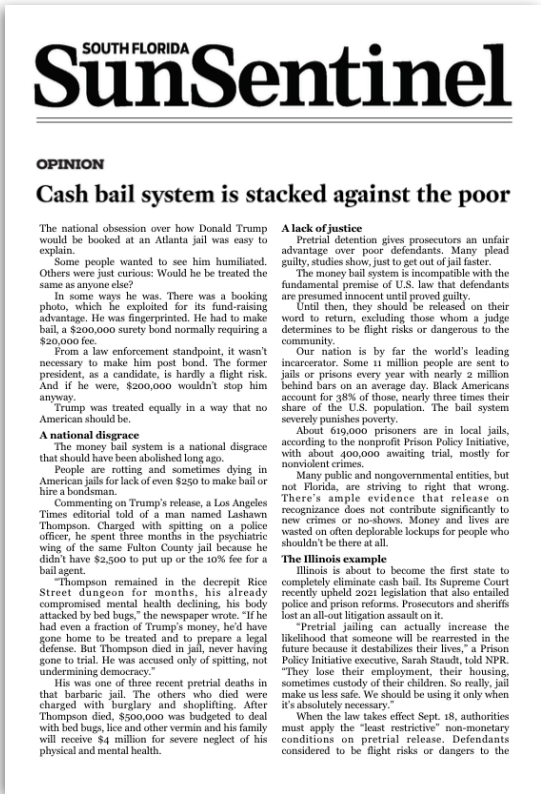 SOUTH FLORIDA
SunSentinel
OPINION
Cash bail system is stacked against the poor
The national obsession over how Donald Trump
would be booked at an Atlanta jail was easy to
explain.
Some people wanted to see him humiliated.
Others were just curious: Would he be treated the
same as anyone else?
In some ways he was. There was a booking
photo, which he exploited for its fund-raising
advantage. He was fingerprinted. He had to make
bail, a $200,000 surety bond normally requiring a
$20,000 fee.
From a law enforcement standpoint, it wasn't
necessary to make him post bond. The former
president, as a candidate, is hardly a flight risk.
And if he were, $200,000 wouldn't stop him
anyway.
Trump was treated equally in a way that no
American should be.
A national disgrace
The money bail system is a national disgrace
that should have been abolished long ago.
People are rotting and sometimes dying in
American jails for lack of even $250 to make bail or
hire a bondsman.
Commenting on Trump's release, a Los Angeles
Times editorial told of a man named Lashawn
Thompson. Charged with spitting on a police
officer, he spent three months in the psychiatric
wing of the same Fulton County jail because he
didn't have $2,500 to put up or the 10% fee for a
bail agent.
"Thompson remained in the decrepit Rice
Street dungeon for months, his already
compromised mental health declining, his body
attacked by bed bugs," the newspaper wrote. "If he
had even a fraction of Trump's money, he'd have
gone home to be treated and to prepare a legal
defense. But Thompson died in jail, never having
gone to trial. He was accused only of spitting, not
undermining democracy."
His was one of three recent pretrial deaths in
that barbaric jail. The others who died were
charged with burglary and shoplifting. After
Thompson died, $500,000 was budgeted to deal
with bed bugs, lice and other vermin and his family
will receive $4 million for severe neglect of his
physical and mental health.
A lack of justice
Pretrial detention gives prosecutors an unfair
advantage over poor defendants. Many plead
guilty, studies show, just to get out of jail faster.
The money bail system is incompatible with the
fundamental premise of U.S. law that defendants
are presumed innocent until proved guilty.
Until then, they should be released on their
word to return, excluding those whom a judge
determines to be flight risks or dangerous to the
community.
Our nation is by far the world's leading
incarcerator. Some 11 million people are sent to
jails or prisons every year with nearly 2 million
behind bars on an average day. Black Americans
account for 38% of those, nearly three times their
share of the U.S. population. The bail system
severely punishes poverty.
About 619,000 prisoners are in local jails,
according to the nonprofit Prison Policy Initiative,
with about 400,000 awaiting trial, mostly for
nonviolent crimes.
Many public and nongovernmental entities, but
not Florida, are striving to right that wrong.
There's ample evidence that release on
recognizance does not contribute significantly to
new crimes or no-shows. Money and lives are
wasted on often deplorable lockups for people who
shouldn't be there at all.
The Illinois example
Illinois is about to become the first state to
completely eliminate cash bail. Its Supreme Court
recently upheld 2021 legislation that also entailed
police and prison reforms. Prosecutors and sheriffs
lost an all-out litigation assault on it.
"Pretrial jailing can actually increase the
likelihood that someone will be rearrested in the
future because it destabilizes their lives," a Prison
Policy Initiative executive, Sarah Staudt, told NPR.
"They lose their employment, their housing,
sometimes custody of their children. So really, jail
make us less safe. We should be using it only when
it's absolutely necessary."
When the law takes effect Sept. 18, authorities
must apply the "least restrictive" non-monetary
conditions on pretrial release. Defendants
considered to be flight risks or dangers to the